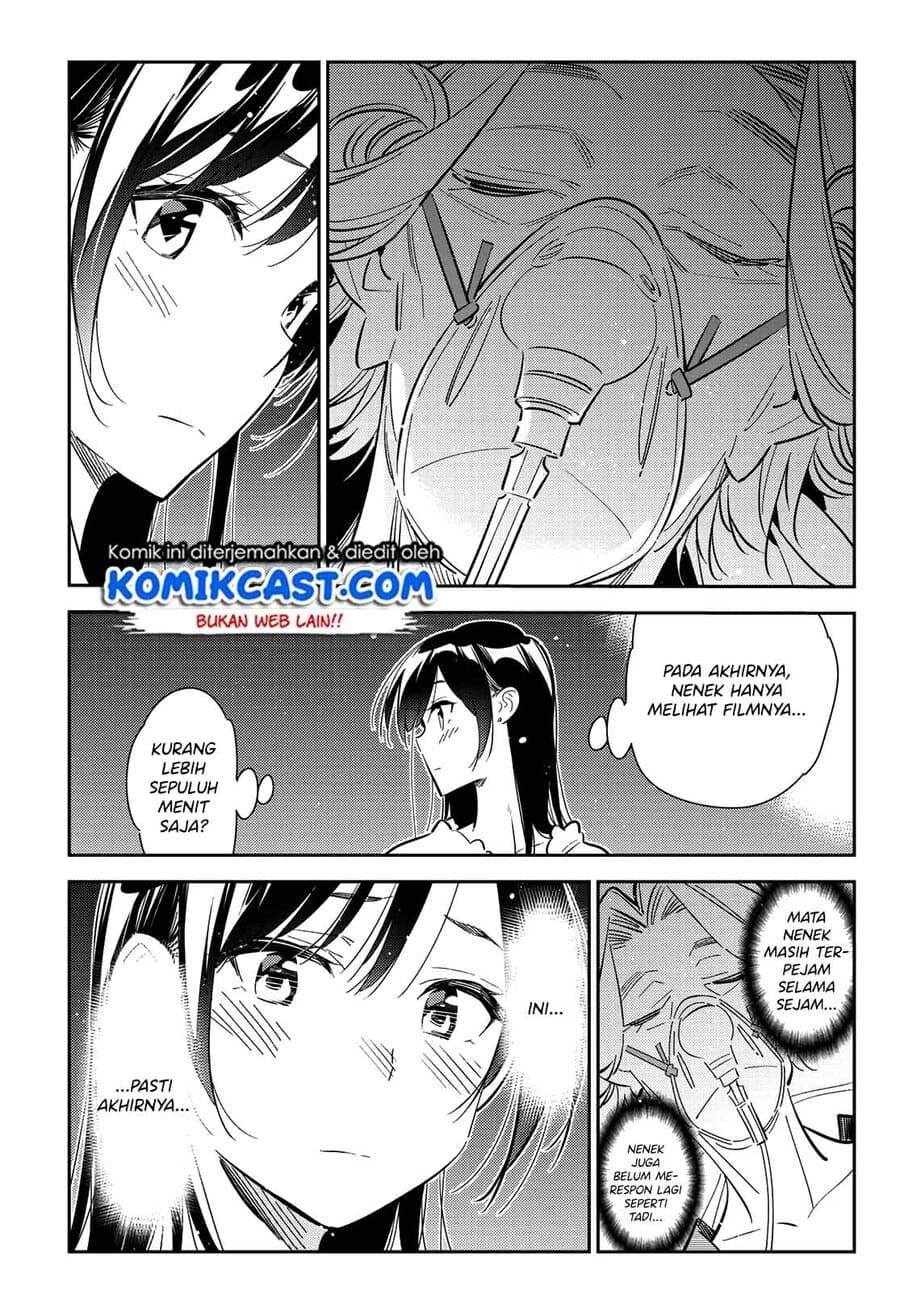 Komik ini diterjemahkan & diedit oleh
KOMIKCAST.COM
BUKAN WEB LAIN!!
PADA AKHIRNYA,
NENEK HANYA
MELIHAT FILMNYA...
KURANG
LEBIH
SEPULUH
MENIT
SAJA?
MATA
NENEK
MASIH TER-
PEJAM
SELAMA
SEJAM...
NENEK
JUGA
BELUM ME-
RESPON LAGI
SEPERTI
TADI...
INI...
...PASTI
AKHIRNYA...